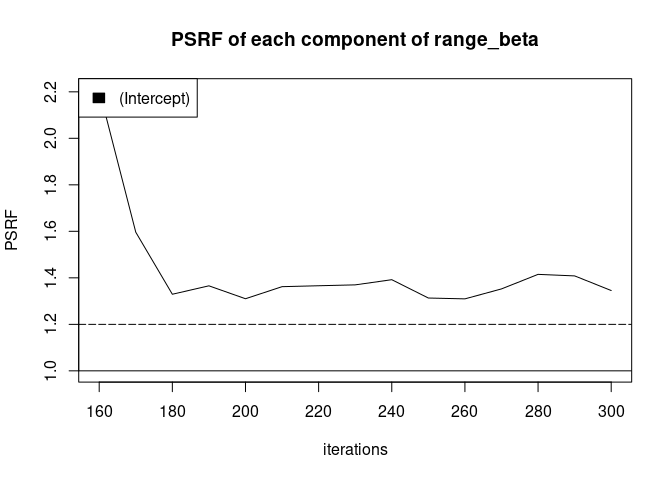 PSRF of each component of range_beta
(Intercept)
PSRF
2.2
2.0
1.8
1.6
1.4
1.2
1.0
160 180 200 220 240 260 280 300
iterations